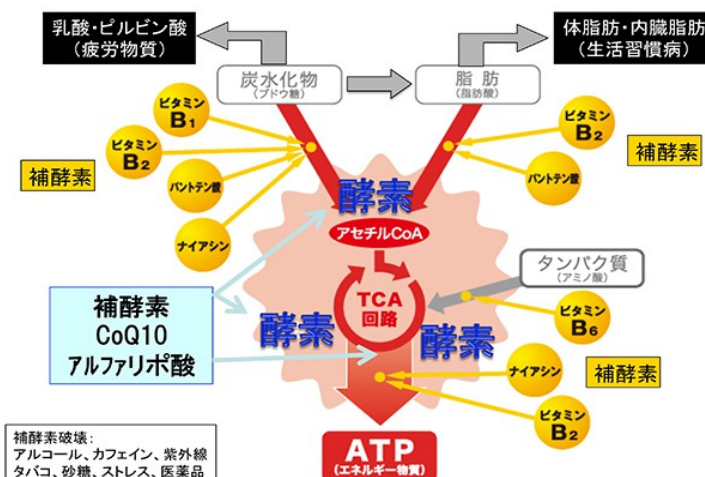 乳酸・ピルビン酸
（疲労物質）
体脂肪・内臓脂肪
（生活習慣病）
炭水化物
（ブドウ糖）
脂 肪
（脂肪酸）
ビタミン
B1
ビタミン
B2
パントテン酸
ナイアシン
補酵素
ビタミン
B2
パントテン酸
補酵素
酵素
アセチルCoA
タンパク質
（アミノ酸）
TCA
回路
補酵素
CoQ10
アルファリポ酸
酵素
酵素
ビタミン
B6
ナイアシン
ビタミン
B2
補酵素
ATP
（エネルギー物質）
補酵素破壊：
アルコール、カフェイン、紫外線
タバコ、砂糖、ストレス、医薬品